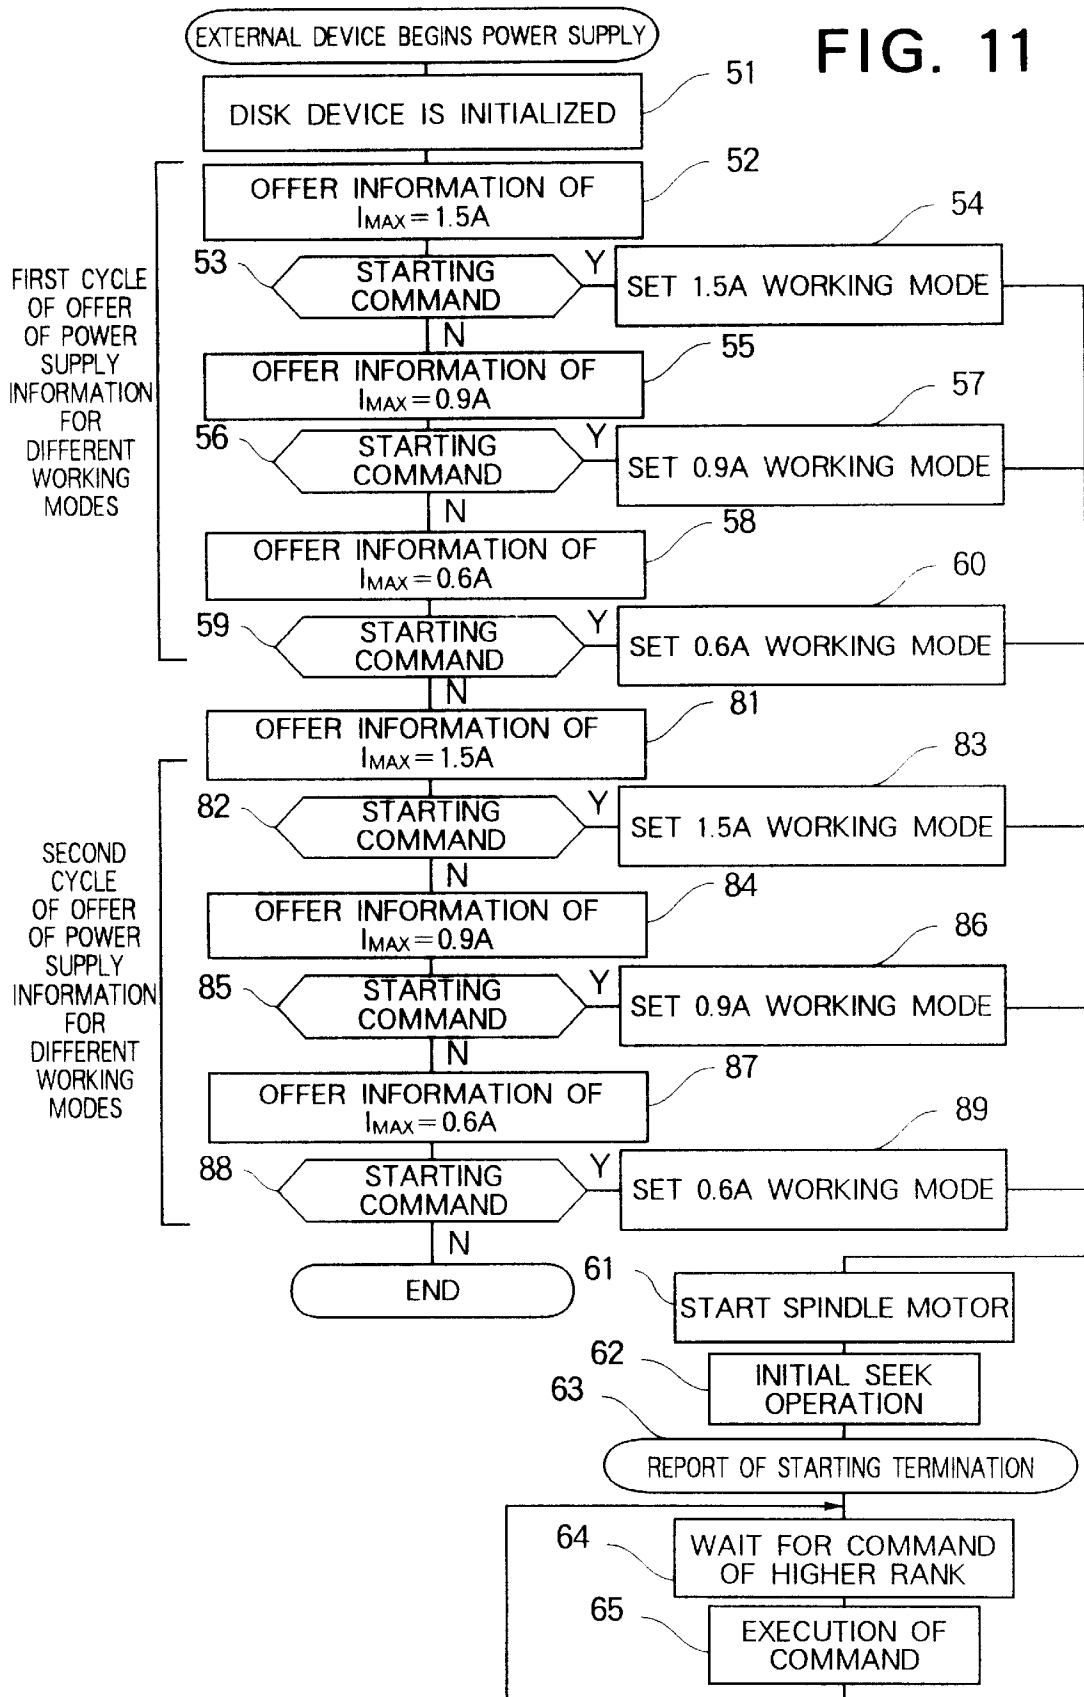 EXTERNAL DEVICE BEGINS POWER SUPPLY
FIG. 11
51
DISK DEVICE IS INITIALIZED
52
OFFER INFORMATION OF
IMAX = 1.5A
53
STARTING
COMMAND
Y
54
SET 1.5A WORKING MODE
N
FIRST CYCLE
OF OFFER
OF POWER
SUPPLY
INFORMATION
FOR
DIFFERENT
WORKING
MODES
55
OFFER INFORMATION OF
IMAX = 0.9A
56
STARTING
COMMAND
Y
57
SET 0.9A WORKING MODE
N
58
OFFER INFORMATION OF
IMAX = 0.6A
59
STARTING
COMMAND
Y
60
SET 0.6A WORKING MODE
N
81
OFFER INFORMATION OF
IMAX = 1.5A
82
STARTING
COMMAND
Y
83
SET 1.5A WORKING MODE
N
SECOND
CYCLE
OF OFFER
OF POWER
SUPPLY
INFORMATION
FOR
DIFFERENT
WORKING
MODES
84
OFFER INFORMATION OF
IMAX = 0.9A
85
STARTING
COMMAND
Y
86
SET 0.9A WORKING MODE
N
87
OFFER INFORMATION OF
IMAX = 0.6A
88
STARTING
COMMAND
Y
89
SET 0.6A WORKING MODE
N
END
61
START SPINDLE MOTOR
62
INITIAL SEEK
OPERATION
63
REPORT OF STARTING TERMINATION
64
WAIT FOR COMMAND
OF HIGHER RANK
65
EXECUTION OF
COMMAND